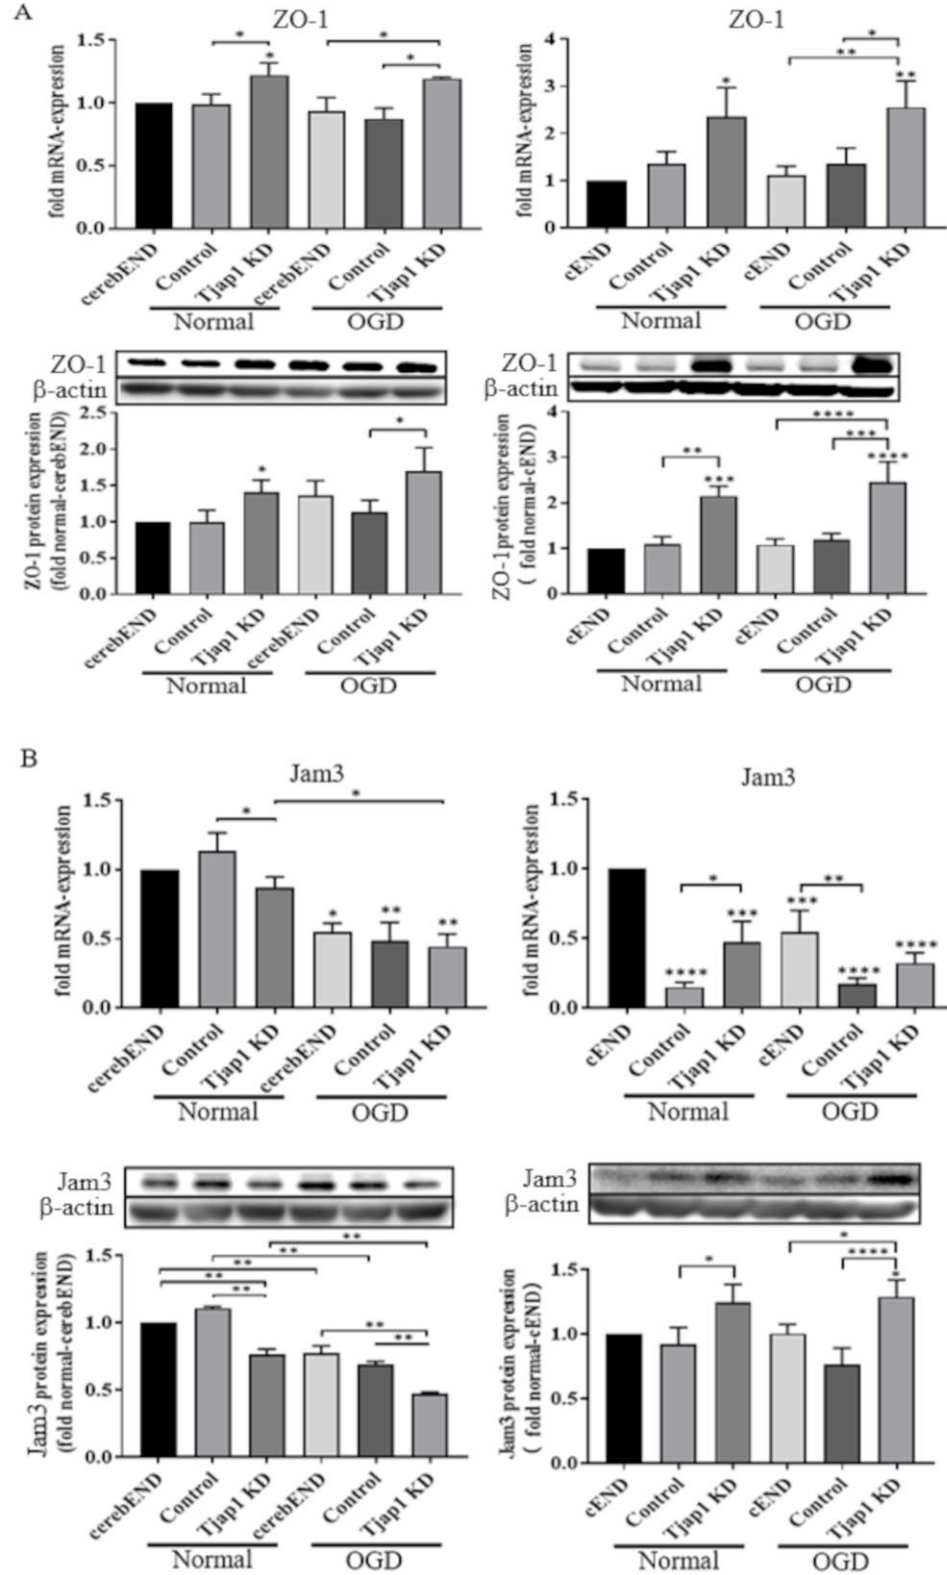 A
ZO-1
fold mRNA-expression
1.5
1.0
0.5
0.0
* * * *
cerebEND Control Tjap1 KD cerebEND Control Tjap1 KD
Normal OGD
ZO-1
fold mRNA-expression
4
3
2
1
0
* ** * **
cEND Control Tjap1 KD cEND Control Tjap1 KD
Normal OGD
ZO-1
β-actin
ZO-1 protein expression
(fold normal-cerebEND)
2.5
2.0
1.5
1.0
0.5
0.0
* *
cerebEND Control Tjap1 KD cerebEND Control Tjap1 KD
Normal OGD
ZO-1
β-actin
ZO-1 protein expression
( fold normal-cEND)
4
3
2
1
0
** *** **** *** ****
cEND Control Tjap1 KD cEND Control Tjap1 KD
Normal OGD
B
Jam3
fold mRNA-expression
1.5
1.0
0.5
0.0
* * * ** **
cerebEND Control Tjap1 KD cerebEND Control Tjap1 KD
Normal OGD
Jam3
fold mRNA-expression
1.5
1.0
0.5
0.0
**** * *** *** ** **** ****
cEND Control Tjap1 KD cEND Control Tjap1 KD
Normal OGD
Jam3
β-actin
Jam3 protein expression
(fold normal-cerebEND)
1.5
1.0
0.5
0.0
** ** ** ** ** ** **
cerebEND Control Tjap1 KD cerebEND Control Tjap1 KD
Normal OGD
Jam3
β-actin
Jam3 protein expression
( fold normal-cEND)
1.5
1.0
0.5
0.0
* * **** *
cEND Control Tjap1 KD cEND Control Tjap1 KD
Normal OGD